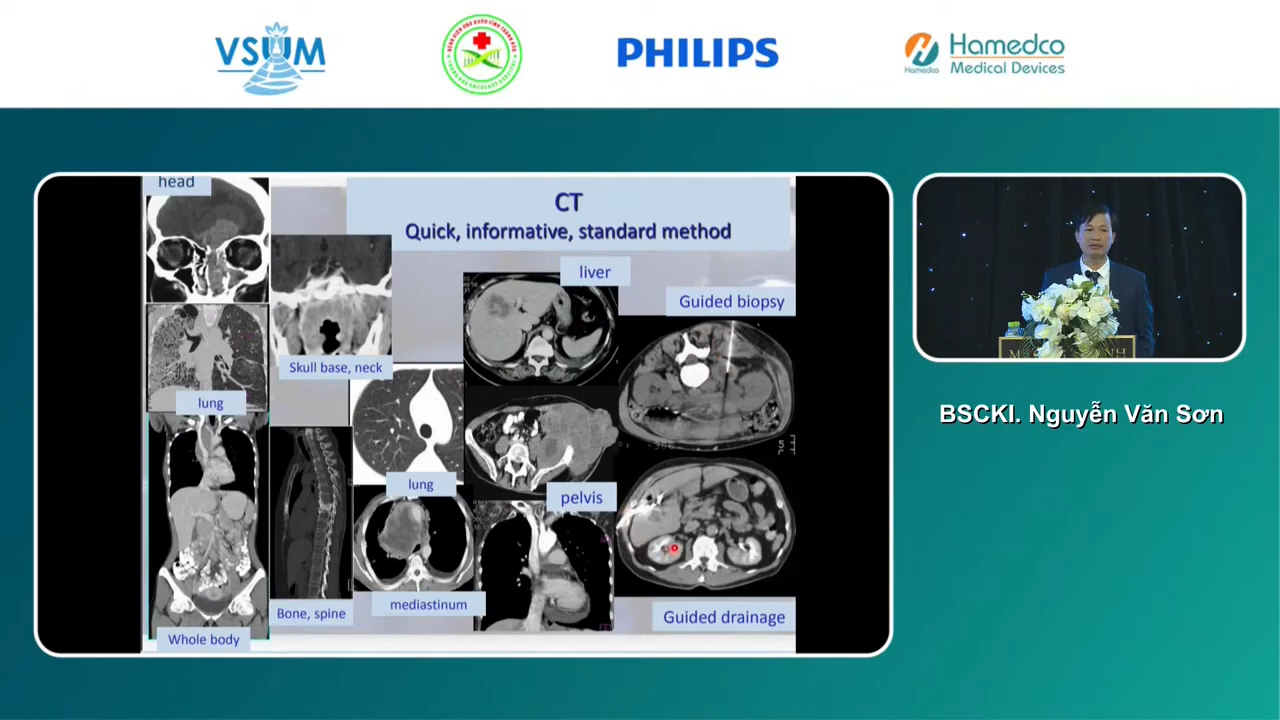 VSUM
PHILIPS
Hamedco
Hamedco
Medical Devices
head
CT
Quick, informative, standard method
liver
Guided biopsy
Skull base, neck
lung
lung
pelvis
mediastinum
Bone, spine
Guided drainage
Whole body
BSCKI. Nguyễn Văn Sơn